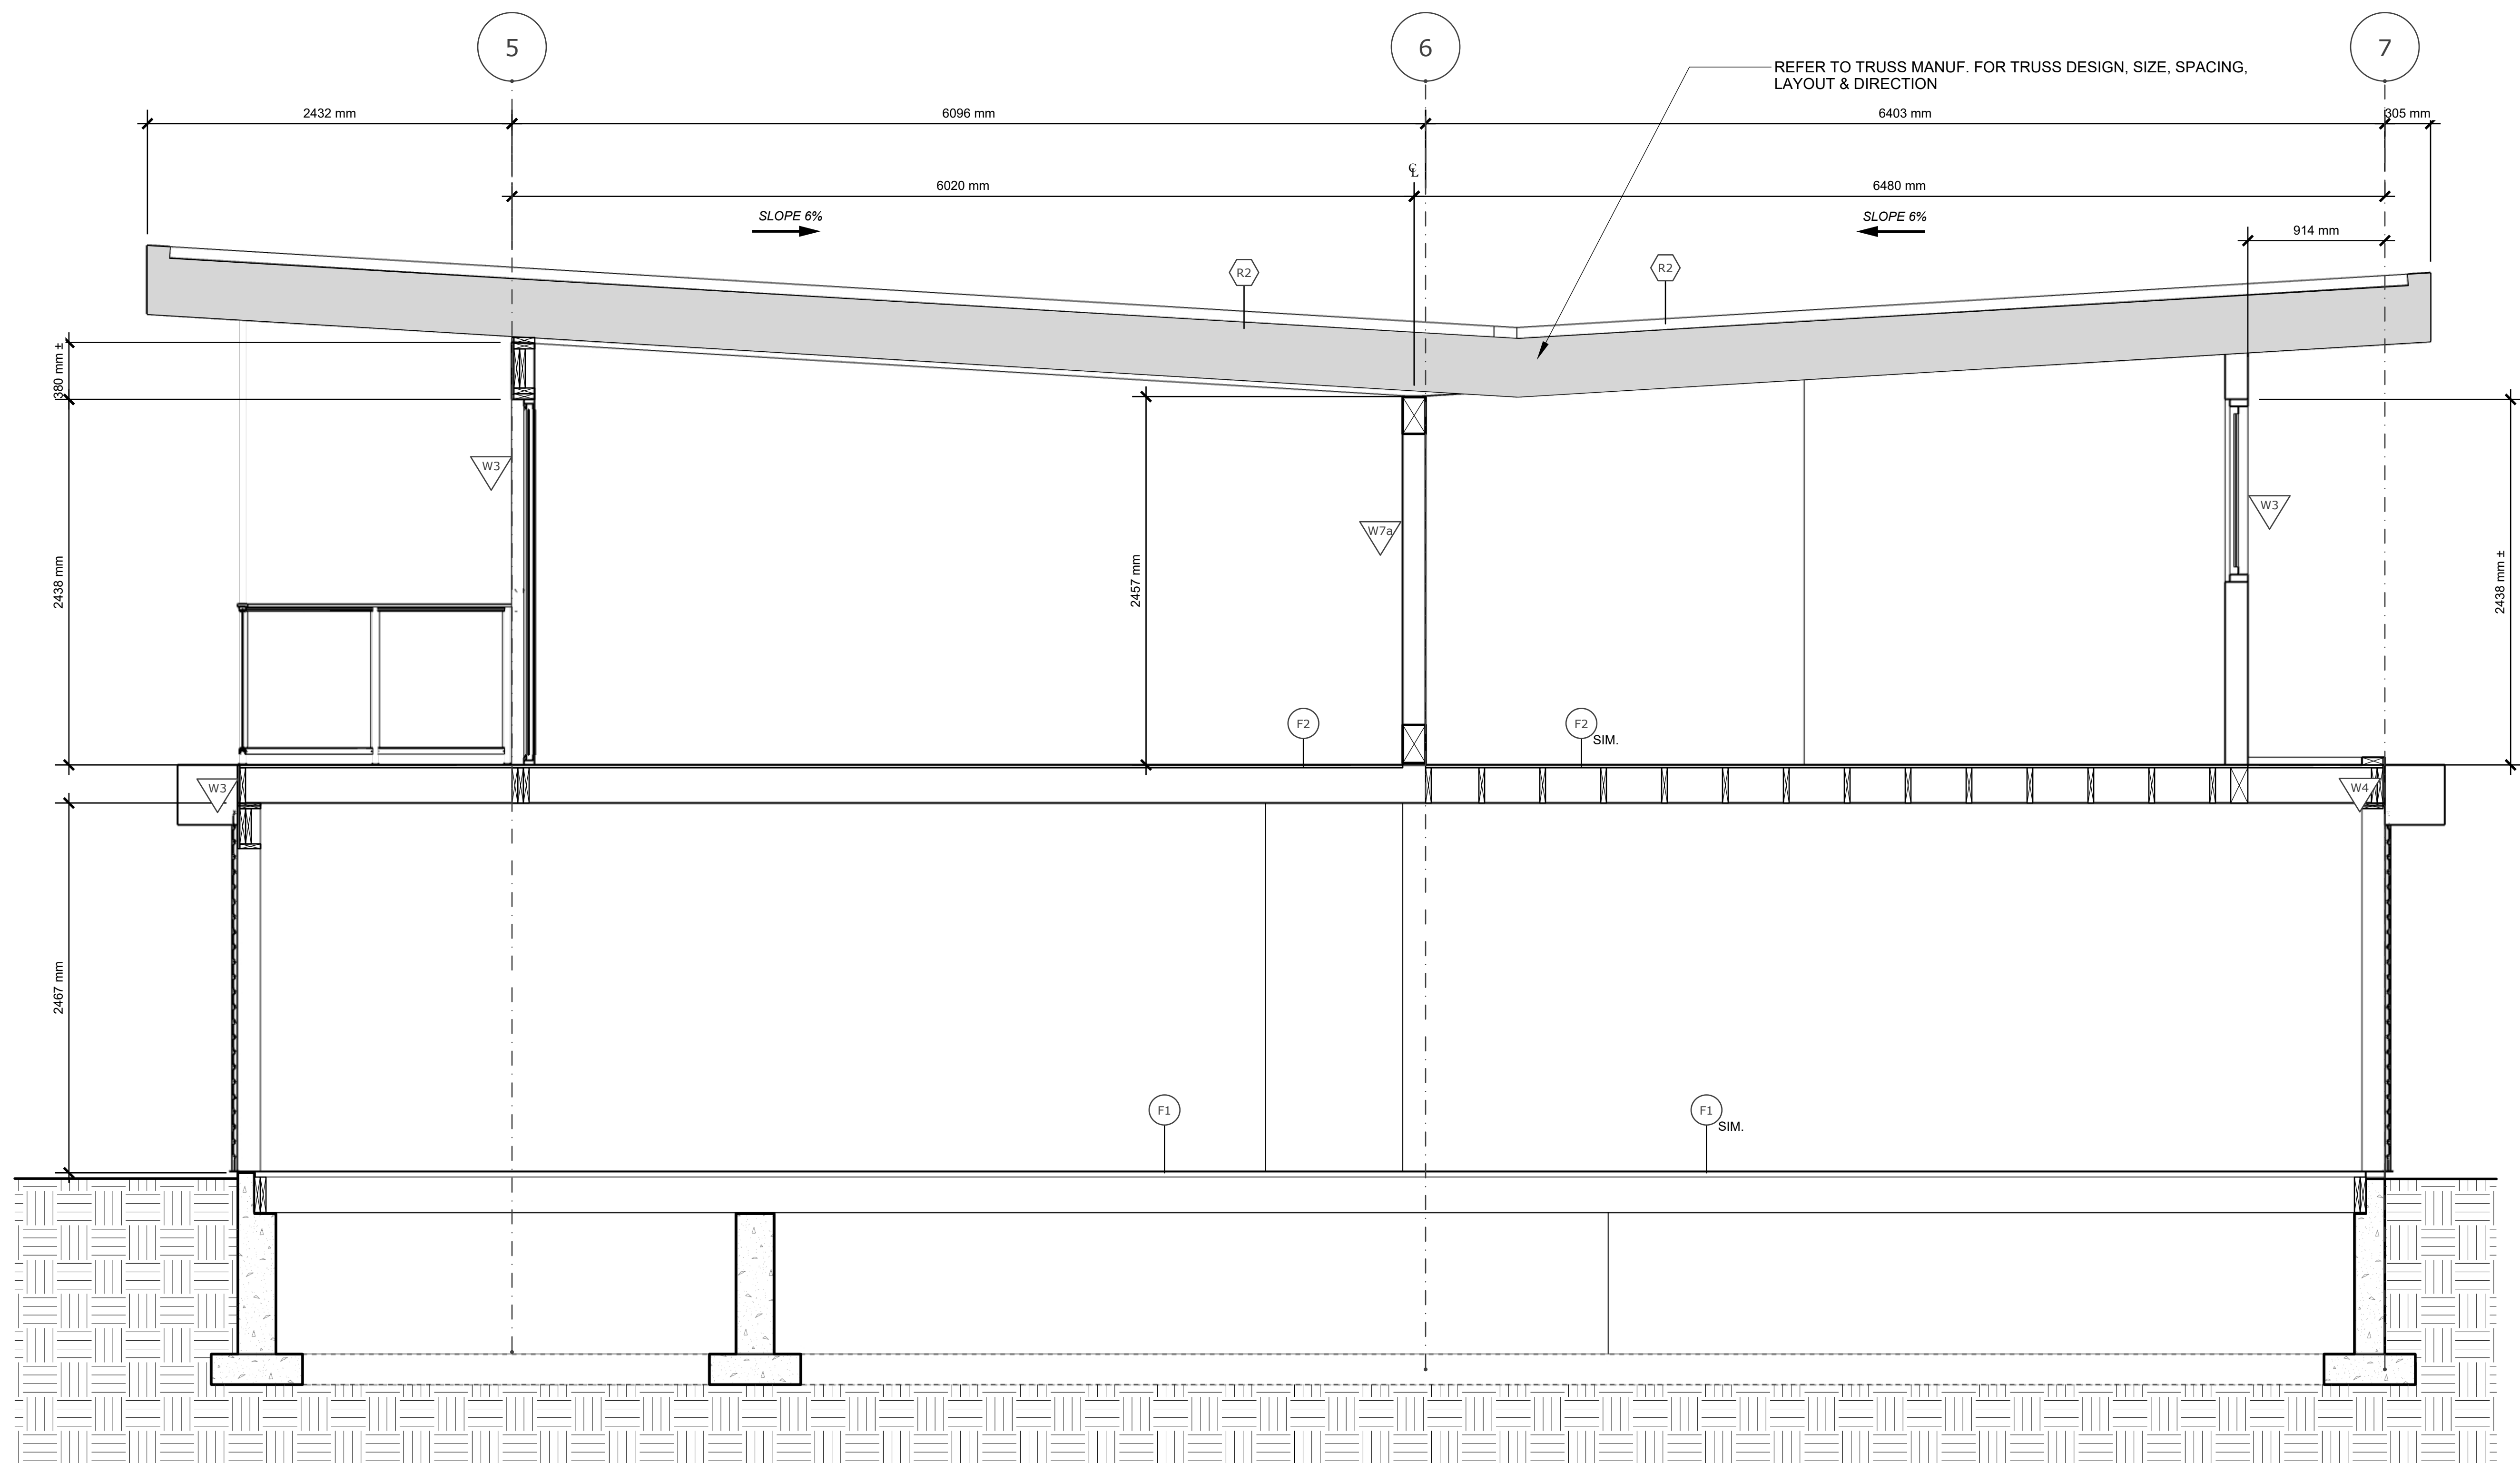 5
6
7
REFER TO TRUSS MANUF. FOR TRUSS DESIGN, SIZE, SPACING,
LAYOUT & DIRECTION
2432 mm
6096 mm
6403 mm
305 mm
℄
6020 mm
6480 mm
SLOPE 6%
SLOPE 6%
914 mm
R2
R2
380 mm ±
W3
W3
W7a
2438 mm
2457 mm
2438 mm ±
F2
F2
SIM.
W3
W4
2467 mm
F1
F1
SIM.